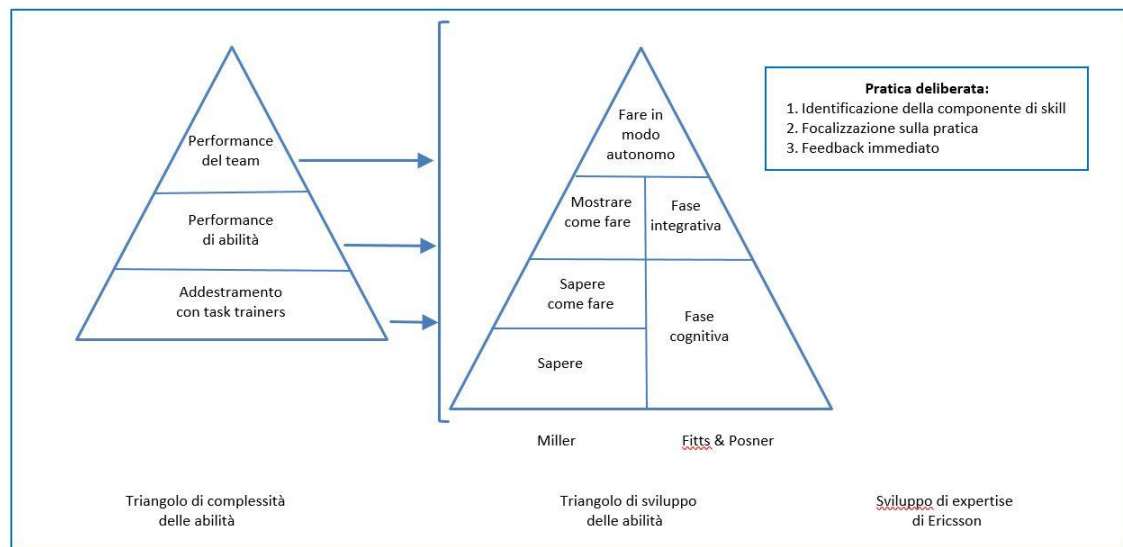 Performance
del team
Performance
di abilità
Addestramento
con task trainers
Fare in
modo
autonomo
Mostrare
come fare
Fase
integrativa
Sapere
come fare
Fase
cognitiva
Sapere
Miller
Fitts & Posner
Pratica deliberata:
1. Identificazione della componente di skill
2. Focalizzazione sulla pratica
3. Feedback immediato
Triangolo di complessità
delle abilità
Triangolo di sviluppo
delle abilità
Sviluppo di expertise
di Ericsson